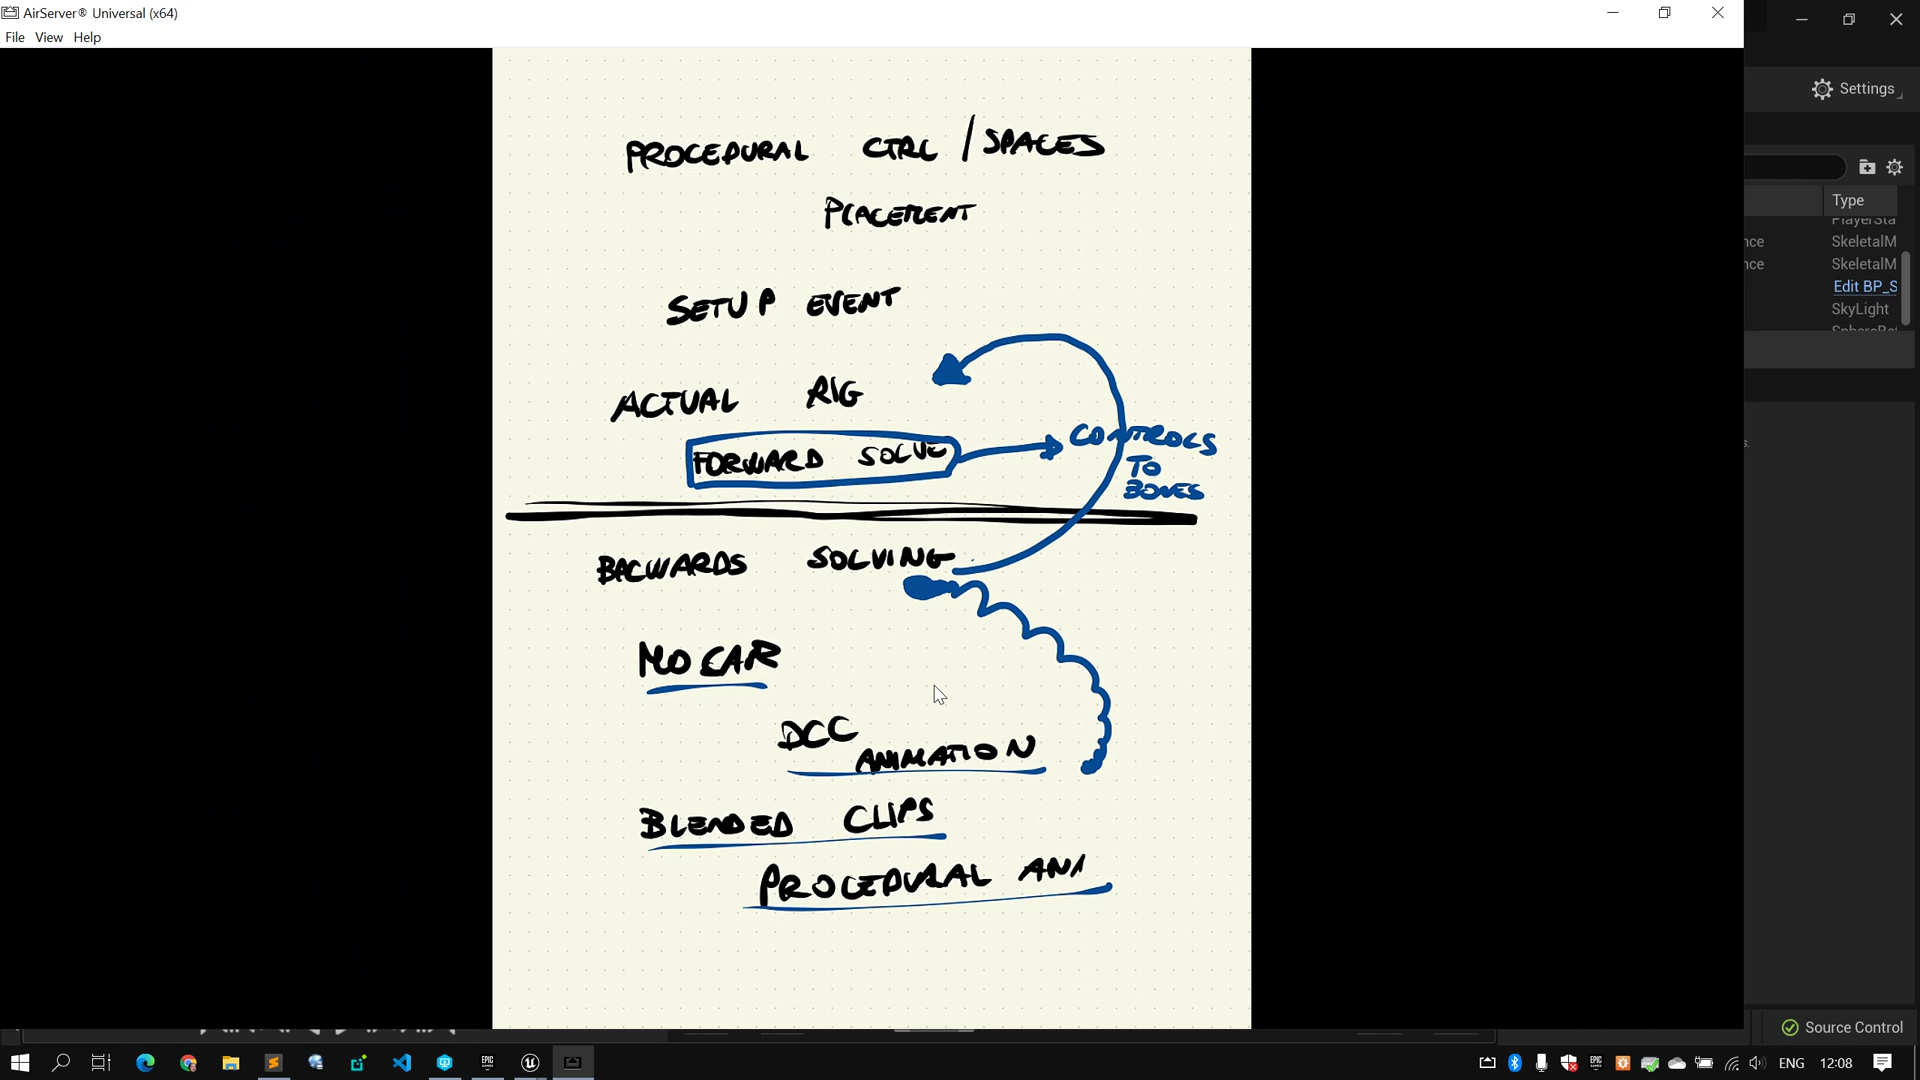 AirServer® Universal (x64)
File View Help
PROCEDURAL CTRL / SPACES
PLACEMENT
SETUP EVENT
ACTUAL RIG
FORWARD SOLVE
CONTROLS
TO
BONES
BACWARDS SOLVING
MOCAP
DCC
ANIMATION
BLENDED CLIPS
PROCEDURAL ANI
Settings
Type
SkeletalM
SkeletalM
Edit BP_S
SkyLight
Source Control
ENG 12:08